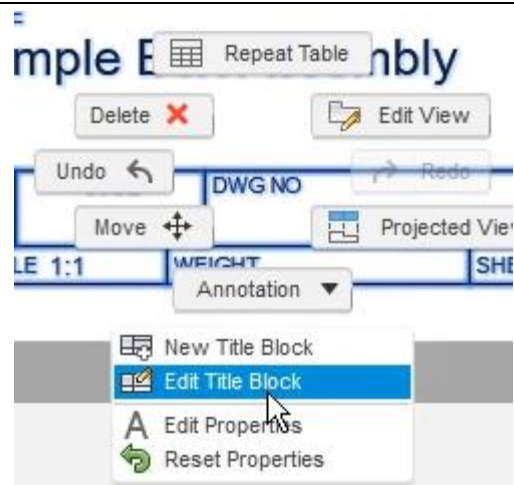 mple E mbly
Repeat Table
Delete
Edit View
Undo
DWG NO
Redo
Move
Projected Vie
LE 1:1
WEIGHT
SHE
Annotation
New Title Block
Edit Title Block
Edit Properties
Reset Properties